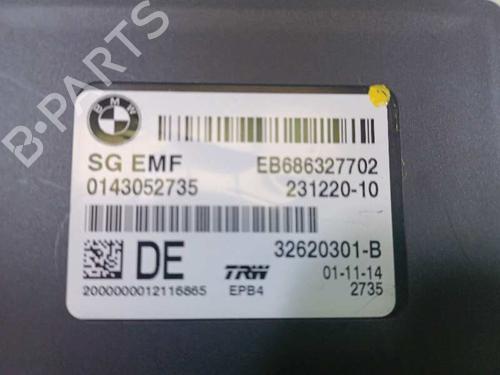 B-PARTS
BMW
SG EMF EB686327702
0143052735 231220-10
DE TRW 32620301-B
EPB4 01-11-14
2000000012116865 2735